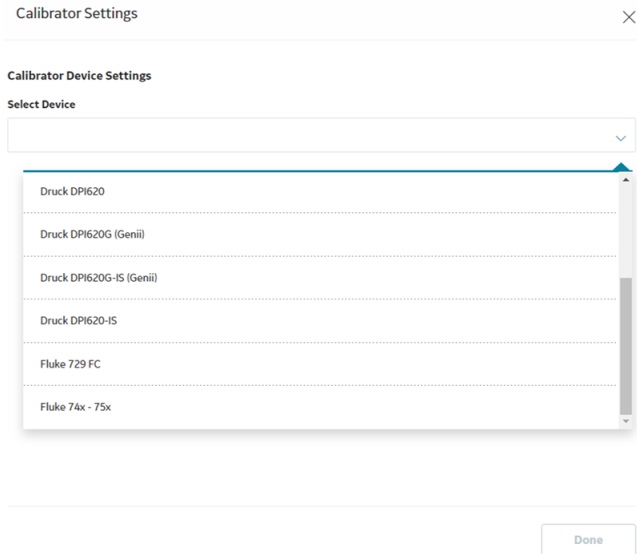 Calibrator Settings
Calibrator Device Settings
Select Device
Druck DPI620
Druck DPI620G (Genii)
Druck DPI620G-IS (Genii)
Druck DPI620-IS
Fluke 729 FC
Fluke 74x - 75x
Done